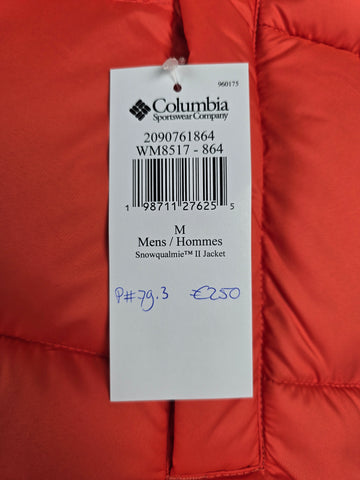 960175
Columbia
Sportswear Company
2090761864
WM8517 - 864
1 98711 27625 5
M
Mens / Hommes
Snowqualmie™ II Jacket
P# 79.3 €250